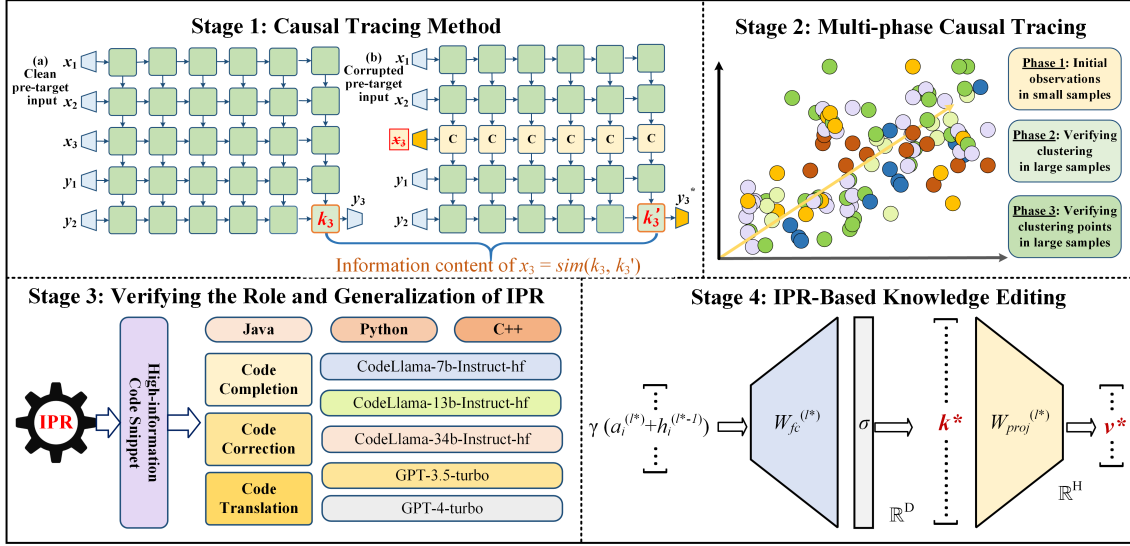 Stage 1: Causal Tracing Method
(a)
Clean
pre-target
input
x₁
x₂
x₃
y₁
y₂
k₃
y₃
(b)
Corrupted
pre-target
input
x₁
x₂
x₃
C C C C C C
y₁
y₂
k₃'
y₃*
Information content of x₃ = sim(k₃, k₃')
Stage 2: Multi-phase Causal Tracing
Phase 1: Initial
observations
in small samples
Phase 2: Verifying
clustering
in large samples
Phase 3: Verifying
clustering points
in large samples
Stage 3: Verifying the Role and Generalization of IPR
IPR
High-information
Code Snippet
Java
Python
C++
Code
Completion
Code
Correction
Code
Translation
CodeLlama-7b-Instruct-hf
CodeLlama-13b-Instruct-hf
CodeLlama-34b-Instruct-hf
GPT-3.5-turbo
GPT-4-turbo
Stage 4: IPR-Based Knowledge Editing
γ (aᵢ^(l*)+hᵢ^(l*-1))
W_fc^(l*)
σ
ℝᴰ
k*
W_proj^(l*)
ℝᴴ
v*